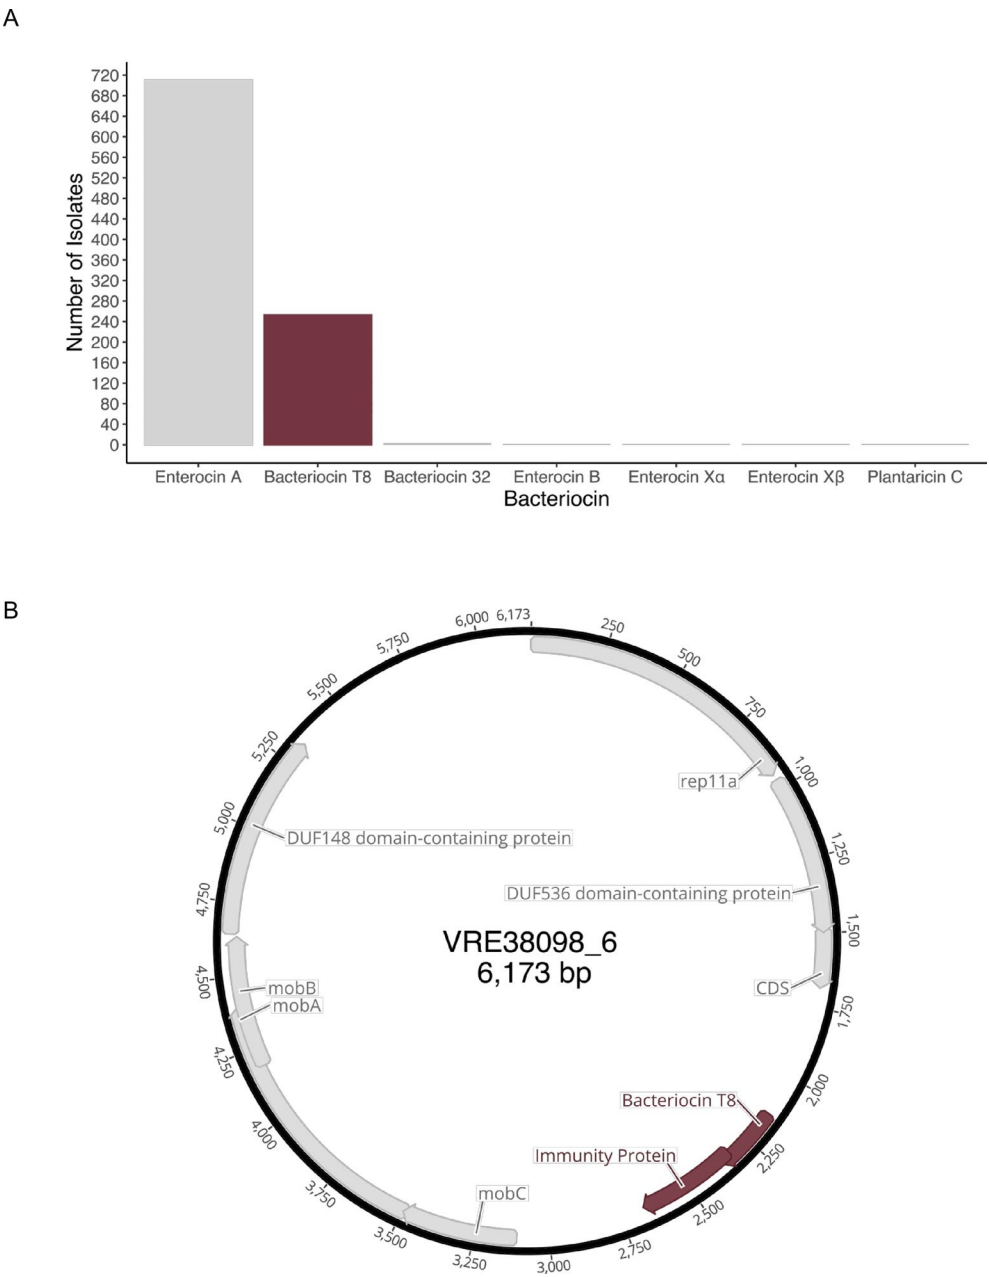 A
720
680
640
600
560
520
480
440
400
360
320
280
240
200
160
120
80
40
0
Number of Isolates
Enterocin A
Bacteriocin T8
Bacteriocin 32
Enterocin B
Enterocin Xα
Enterocin Xβ
Plantaricin C
Bacteriocin
B
6,173
250
500
750
1,000
1,250
1,500
1,750
2,000
2,250
2,500
2,750
3,000
3,250
3,500
3,750
4,000
4,250
4,500
4,750
5,000
5,250
5,500
5,750
6,000
rep11a
DUF148 domain-containing protein
DUF536 domain-containing protein
VRE38098_6
6,173 bp
CDS
mobB
mobA
Bacteriocin T8
Immunity Protein
mobC